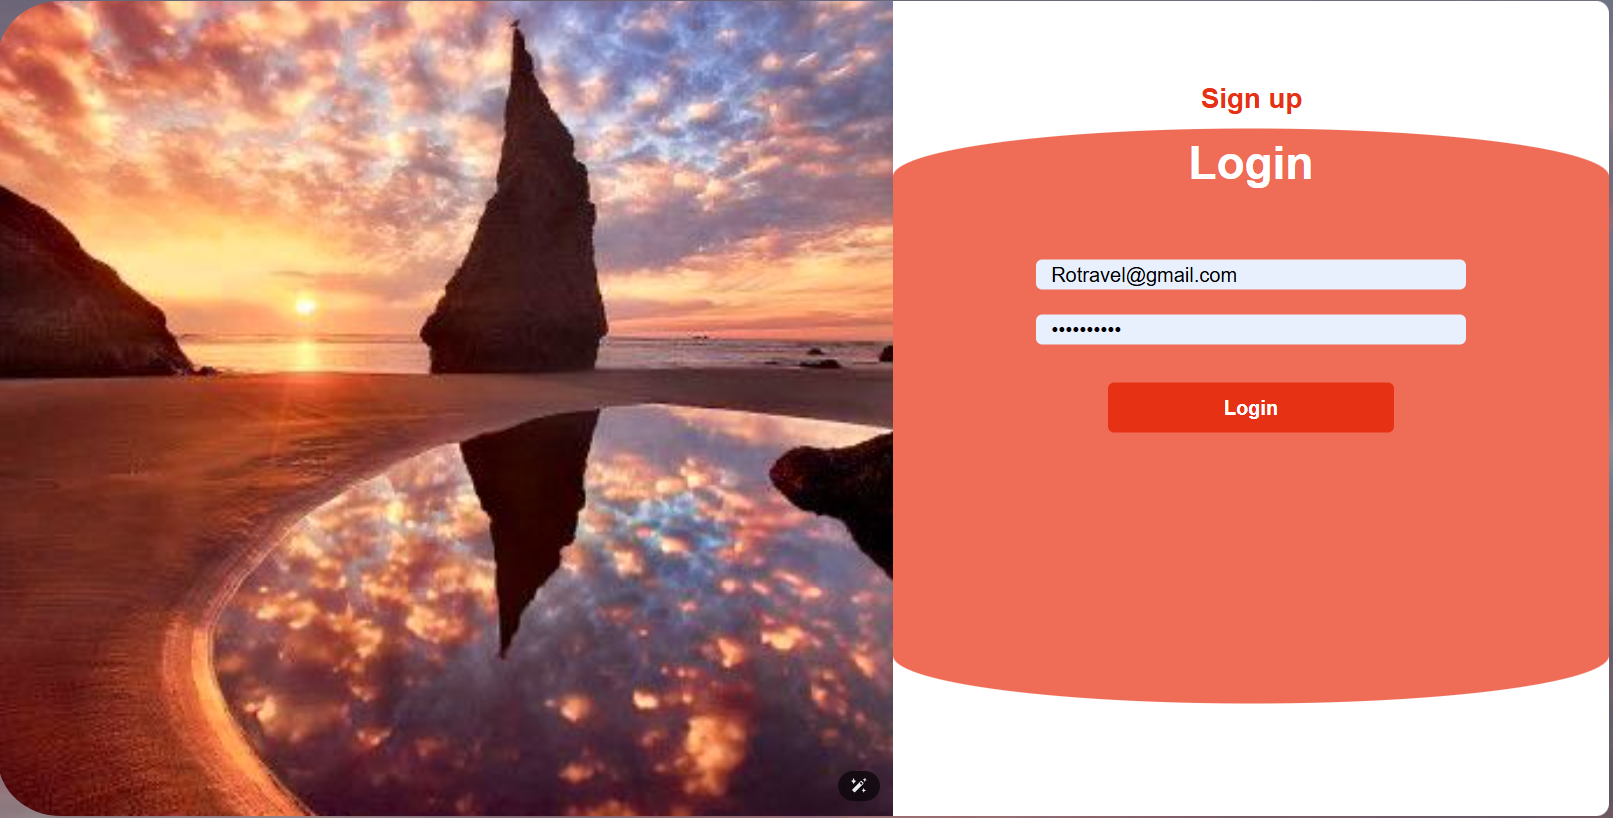 Sign up
Login
Rotravel@gmail.com
••••••••••
Login